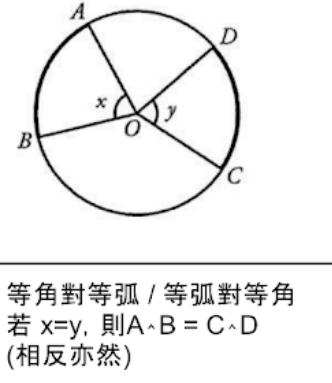 A
D
x
y
O
B
C
等角對等弧 / 等弧對等角
若 x=y, 則A^B = C^D
(相反亦然)